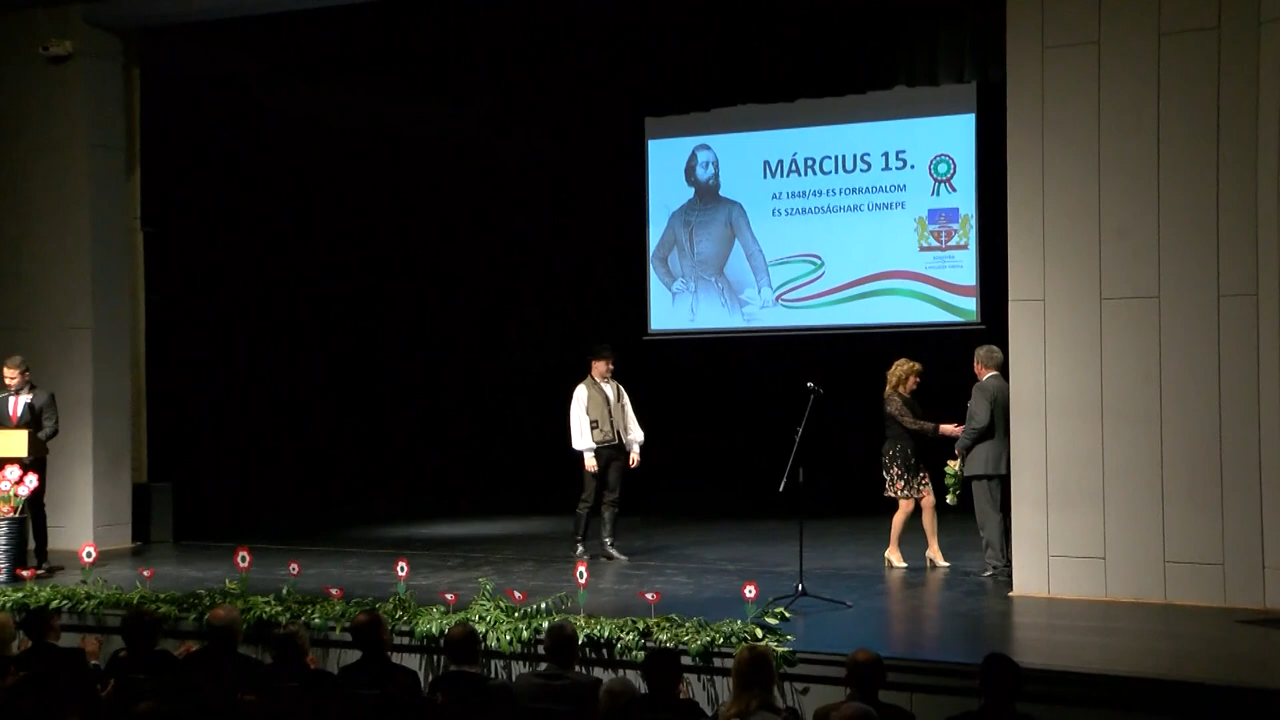 MÁRCIUS 15.
AZ 1848/49-ES FORRADALOM
ÉS SZABADSÁGHARC ÜNNEPE